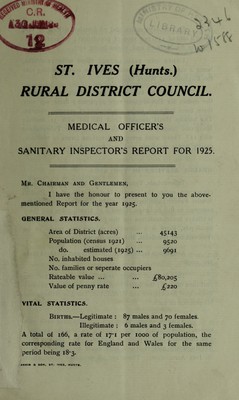 C.R.
18
LIBRARY
2346
ST. IVES (Hunts.)
RURAL DISTRICT COUNCIL.
MEDICAL OFFICER'S
AND
SANITARY INSPECTOR'S REPORT FOR 1925.
MR. CHAIRMAN AND GENTLEMEN,
I have the honour to present to you the above-
mentioned Report for the year 1925.
GENERAL STATISTICS.
Area of District (acres) ... 45143
Population (census 1921) ... 9520
do. estimated (1925) ... 9691
No. inhabited houses
No. families or seperate occupiers
Rateable value ... ... £80,205
Value of penny rate ... £220
VITAL STATISTICS.
BIRTHS.—Legitimate : 87 males and 70 females.
Illegitimate : 6 males and 3 females.
A total of 166, a rate of 17·1 per 1000 of population, the
corresponding rate for England and Wales for the same
period being 18·3.